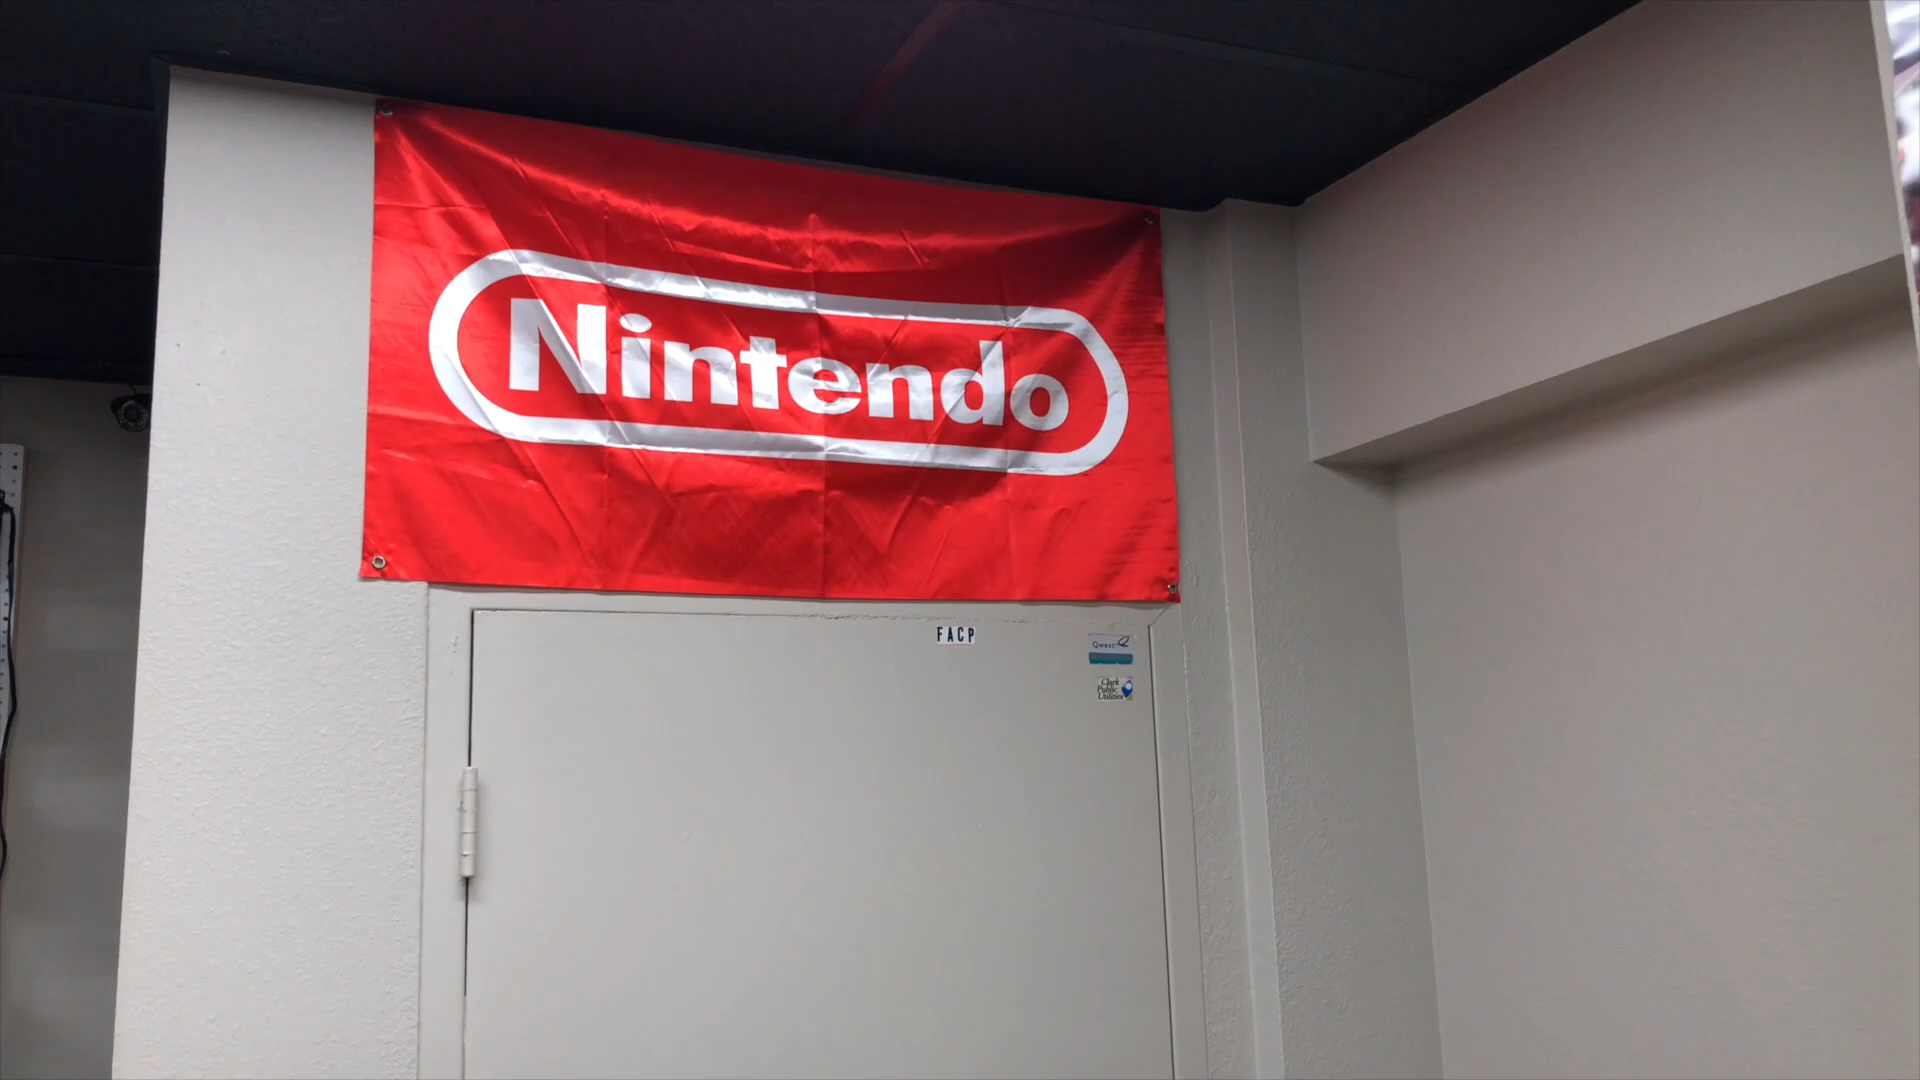 Nintendo
FACP
Qwest
Clark
Public
Utilities